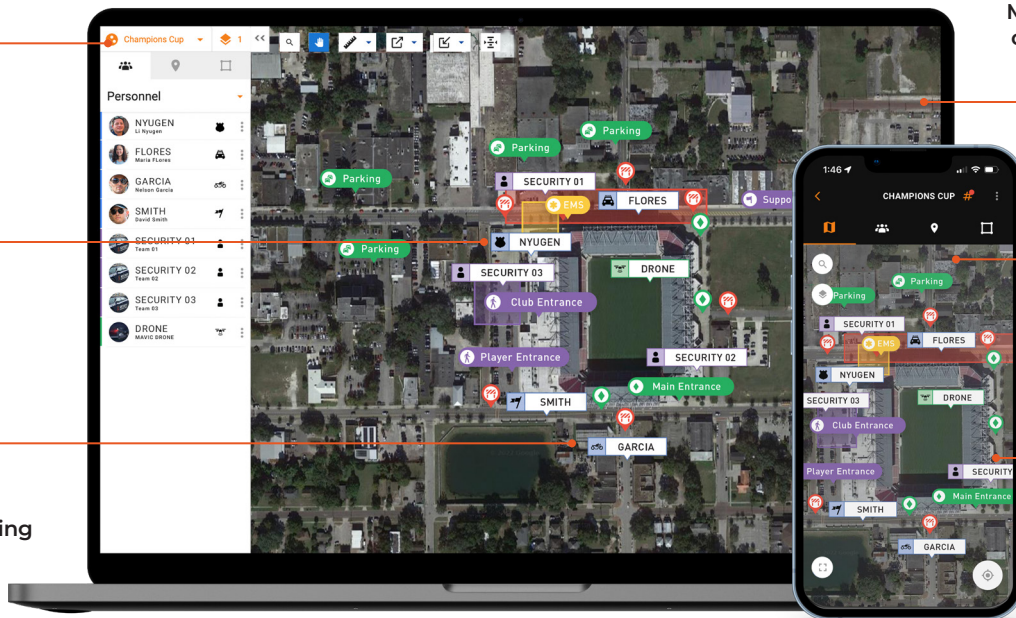 Champions Cup
1
Personnel
NYUGEN
Li Nyugen
FLORES
Maria FLores
GARCIA
Nelson Garcia
SMITH
David Smith
SECURITY 01
Team 01
SECURITY 02
Team 02
SECURITY 03
Team 03
DRONE
MAVIC DRONE
Parking
Parking
Parking
SECURITY 01
EMS
FLORES
Suppo
Parking
NYUGEN
SECURITY 03
DRONE
Club Entrance
Player Entrance
SECURITY 02
Main Entrance
SMITH
GARCIA
ing
1:46
CHAMPIONS CUP
Parking
Parking
SECURITY 01
EMS
FLORES
NYUGEN
DRONE
SECURITY 03
Club Entrance
Player Entrance
SECURITY
Main Entrance
SMITH
GARCIA